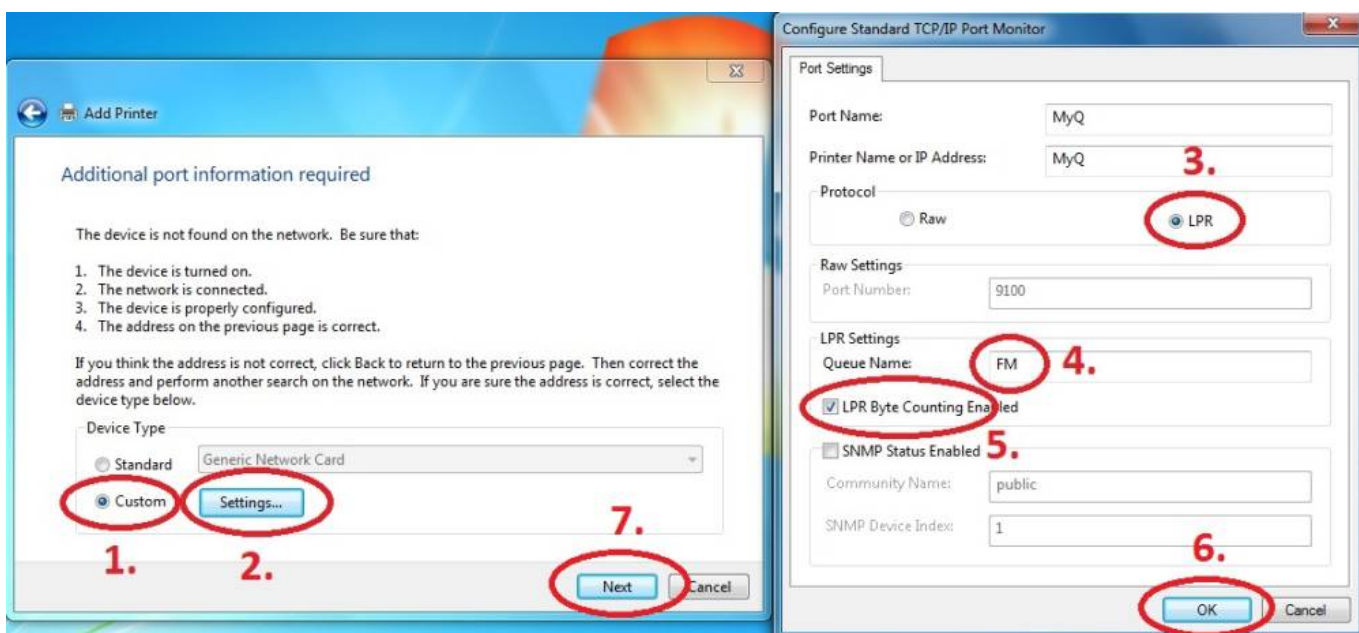 Add Printer
Additional port information required
The device is not found on the network. Be sure that:
1. The device is turned on.
2. The network is connected.
3. The device is properly configured.
4. The address on the previous page is correct.
If you think the address is not correct, click Back to return to the previous page. Then correct the
address and perform another search on the network. If you are sure the address is correct, select the
device type below.
Device Type
Standard Generic Network Card
Custom Settings...
1. 2.
7.
Next Cancel
Configure Standard TCP/IP Port Monitor
Port Settings
Port Name: MyQ
Printer Name or IP Address: MyQ
3.
Protocol
Raw LPR
Raw Settings
Port Number: 9100
LPR Settings
Queue Name: FM 4.
LPR Byte Counting Enabled
SNMP Status Enabled 5.
Community Name: public
SNMP Device Index: 1
6.
OK Cancel